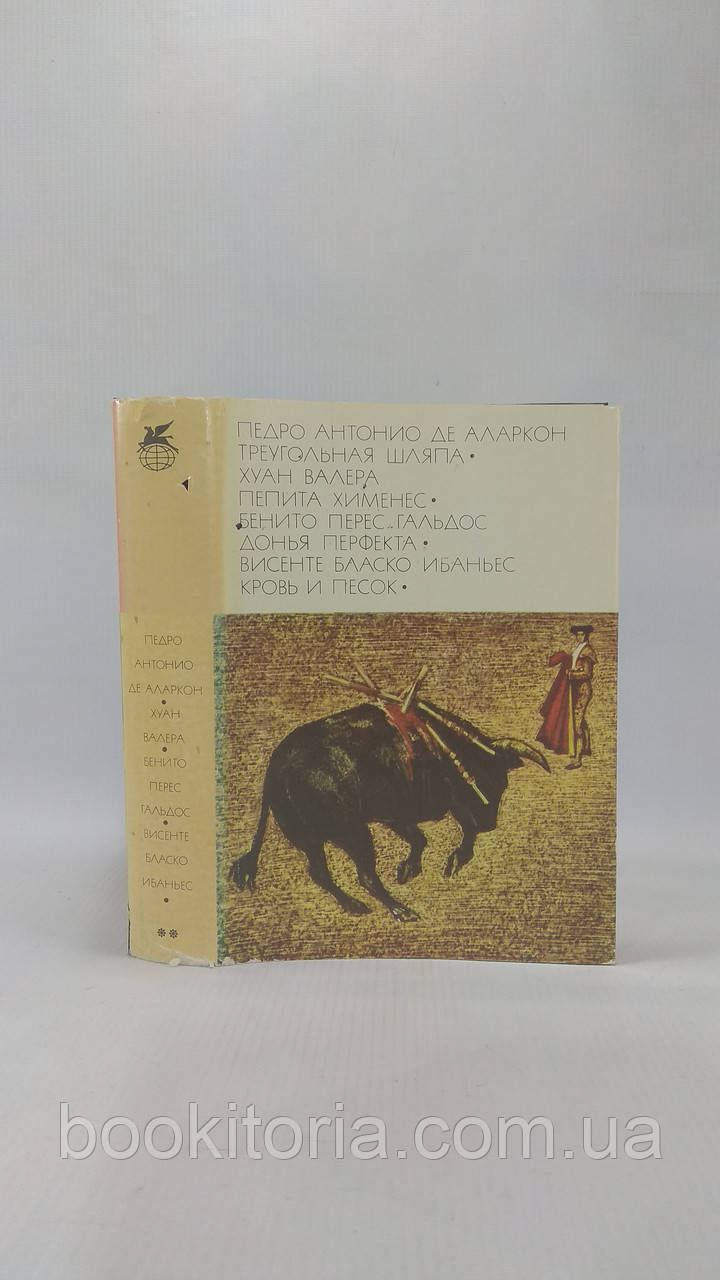 ПЕДРО АНТОНИО ДЕ АЛАРКОН
ТРЕУГОЛЬНАЯ ШЛЯПА •
ХУАН ВАЛЕРА
ПЕПИТА ХИМЕНЕС •
БЕНИТО ПЕРЕС ГАЛЬДОС
ДОНЬЯ ПЕРФЕКТА •
ВИСЕНТЕ БЛАСКО ИБАНЬЕС
КРОВЬ И ПЕСОК •
ПЕДРО
АНТОНИО
ДЕ АЛАРКОН
•
ХУАН
ВАЛЕРА
•
БЕНИТО
ПЕРЕС
ГАЛЬДОС
•
ВИСЕНТЕ
БЛАСКО
ИБАНЬЕС
•
**
bookitoria.com.ua